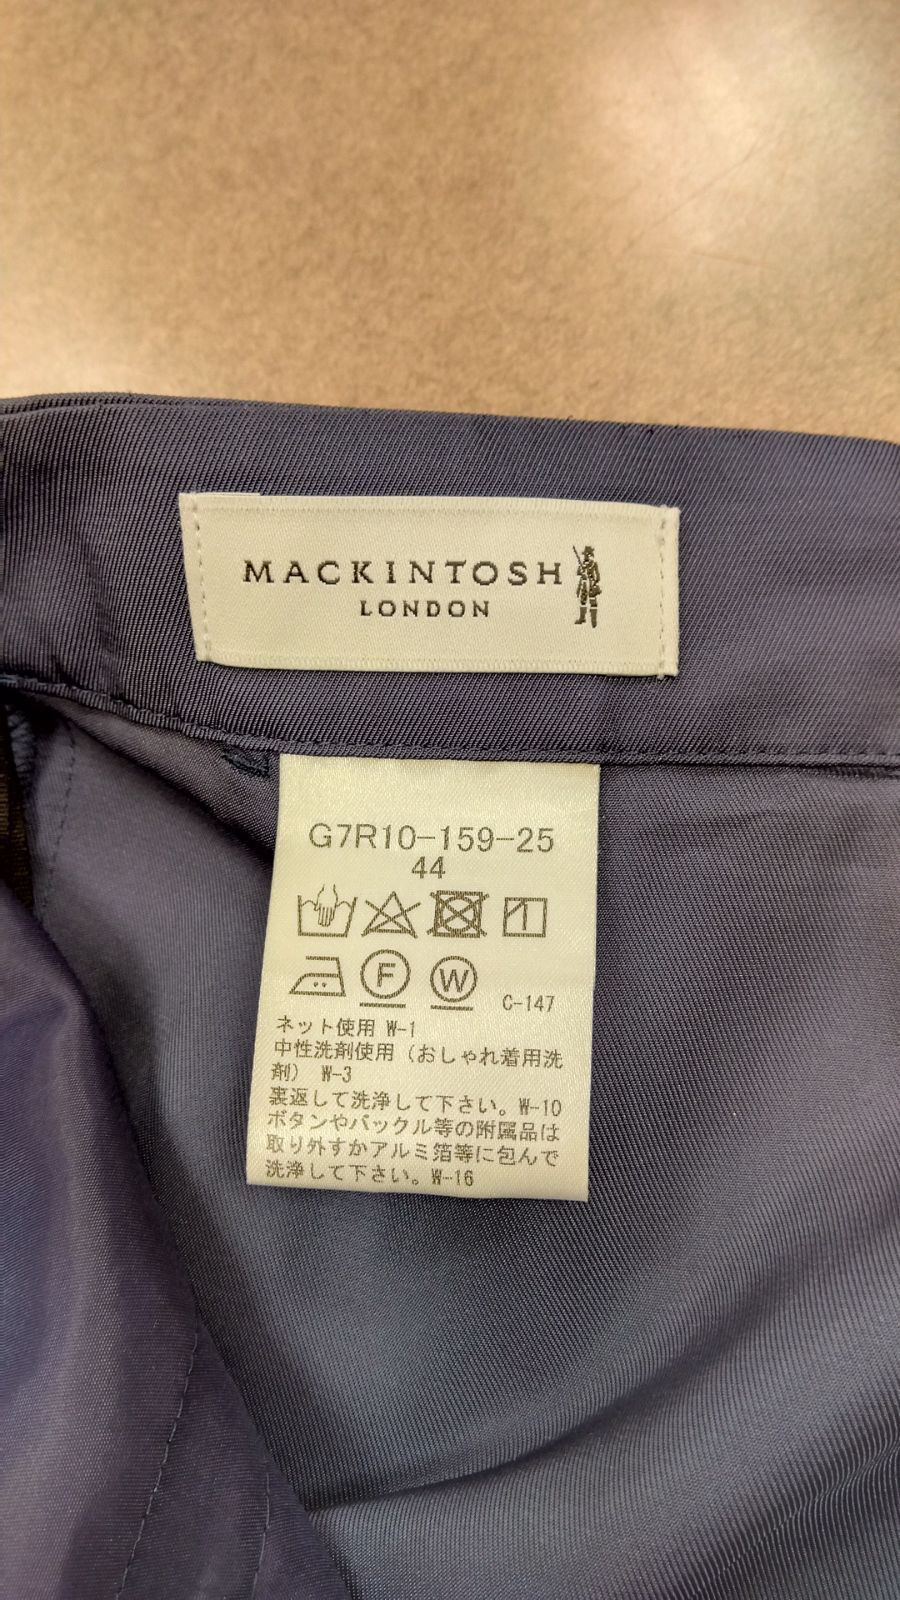 MACKINTOSH
LONDON
G7R10-159-25
44
F W C-147
ネット使用 W-1
中性洗剤使用（おしゃれ着用洗
剤） W-3
裏返して洗浄して下さい。W-10
ボタンやバックル等の附属品は
取り外すかアルミ箔等に包んで
洗浄して下さい。W-16